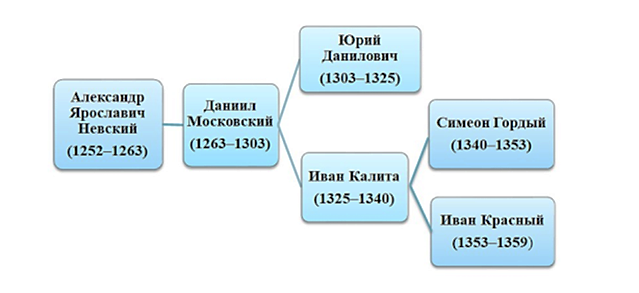 Александр
Ярославич
Невский
(1252–1263)
Даниил
Московский
(1263–1303)
Юрий
Данилович
(1303–1325)
Иван Калита
(1325–1340)
Симеон Гордый
(1340–1353)
Иван Красный
(1353–1359)